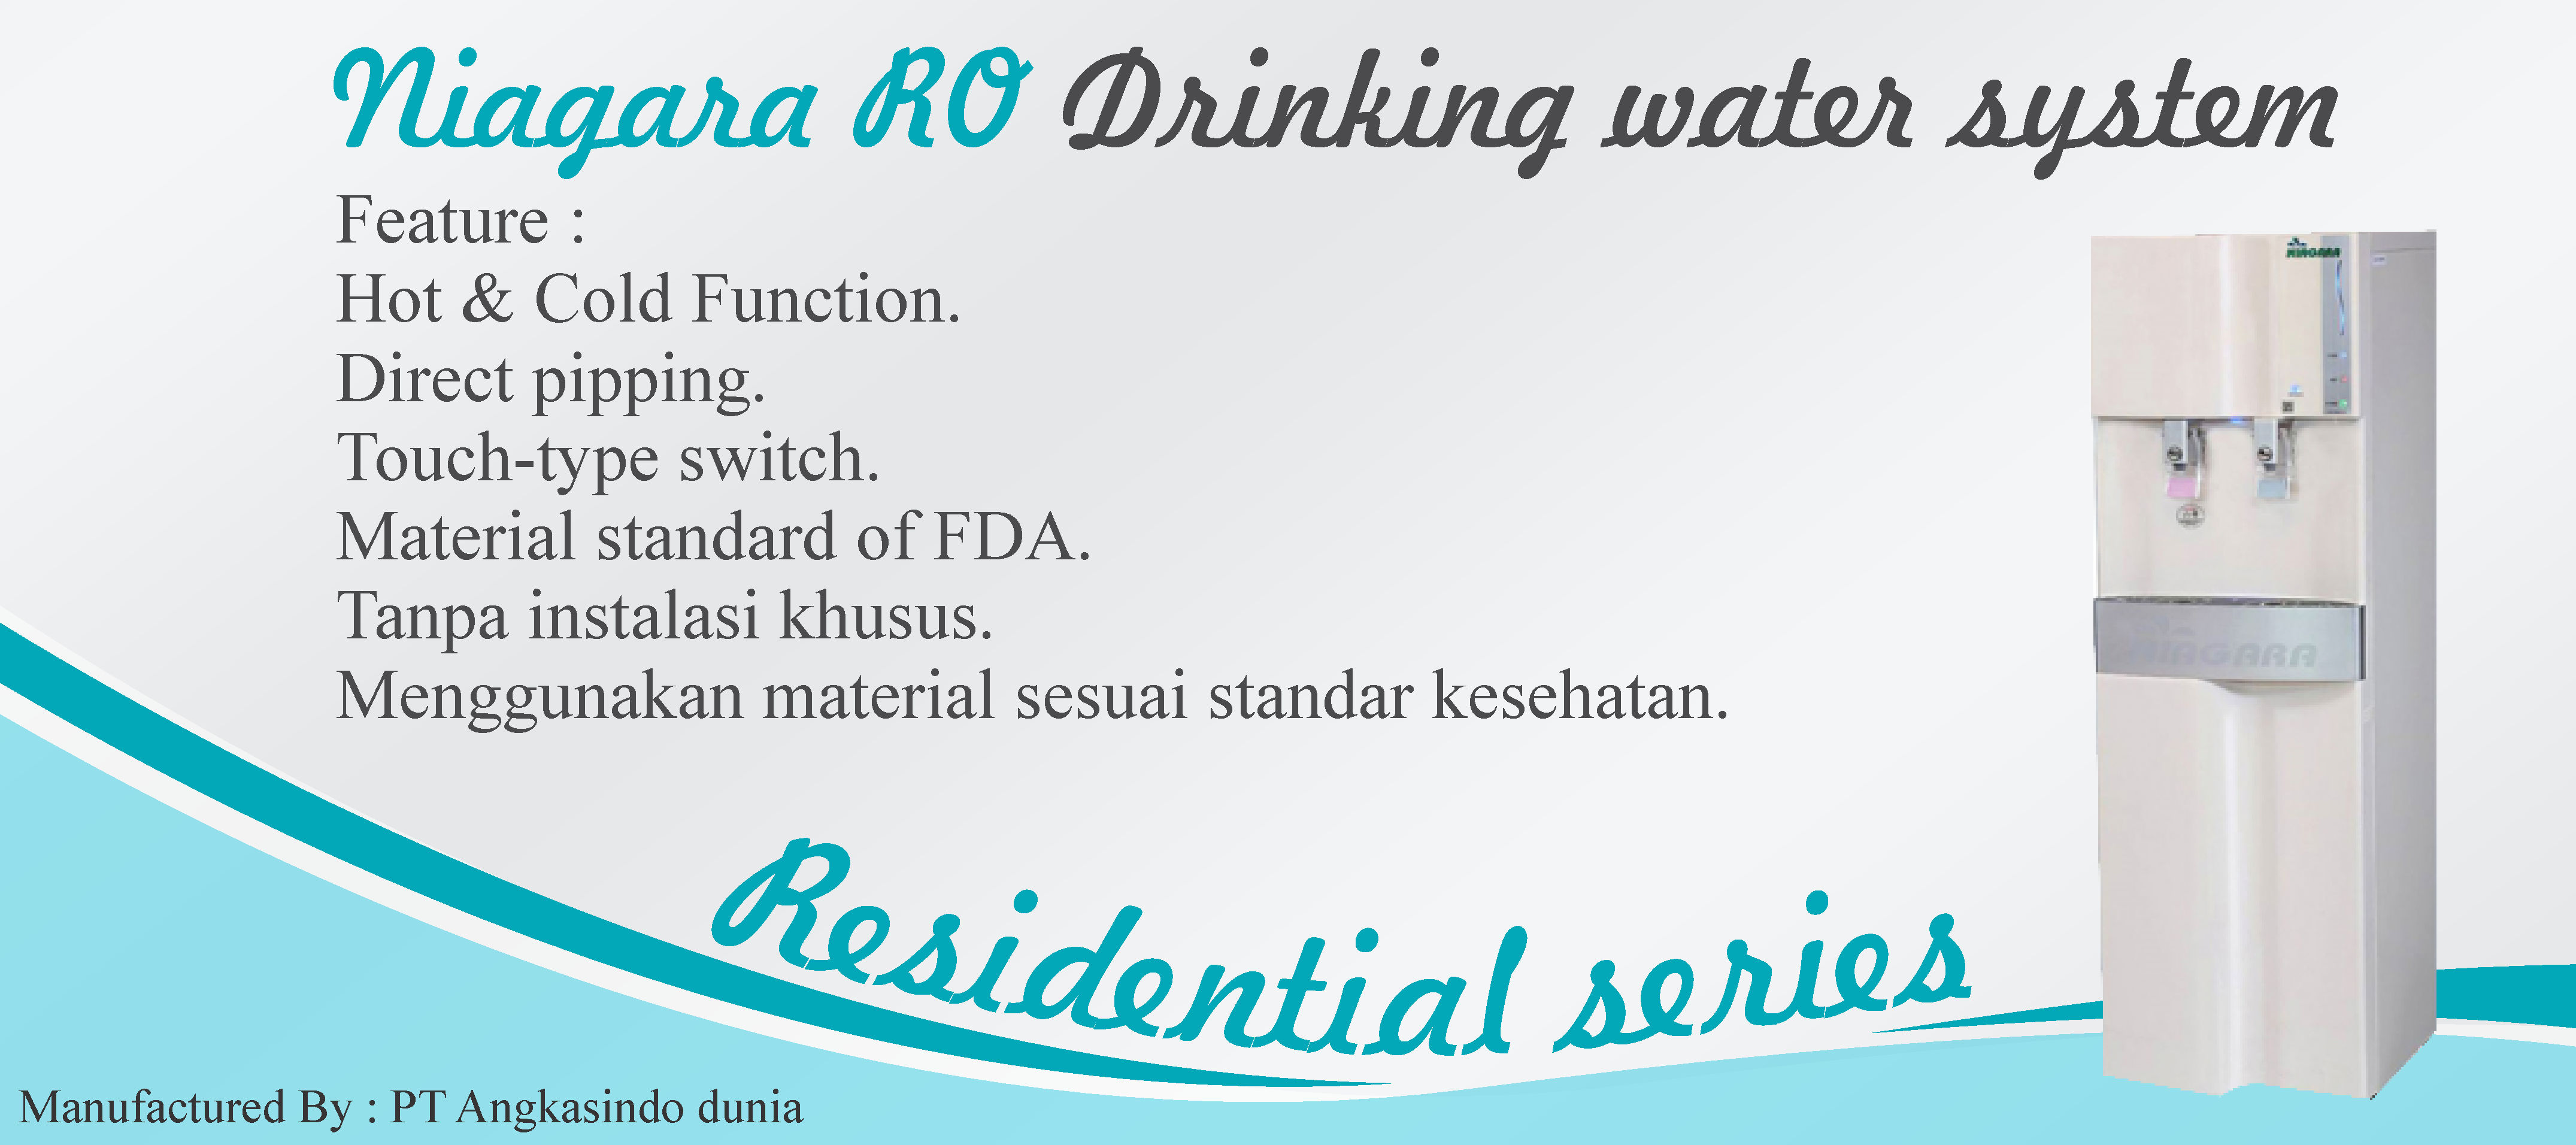 Niagara RO Drinking water system
Feature :
Hot & Cold Function.
Direct pipping.
Touch-type switch.
Material standard of FDA.
Tanpa instalasi khusus.
Menggunakan material sesuai standar kesehatan.
NIAGARA
NIAGARA
Residential series
Manufactured By : PT Angkasindo dunia